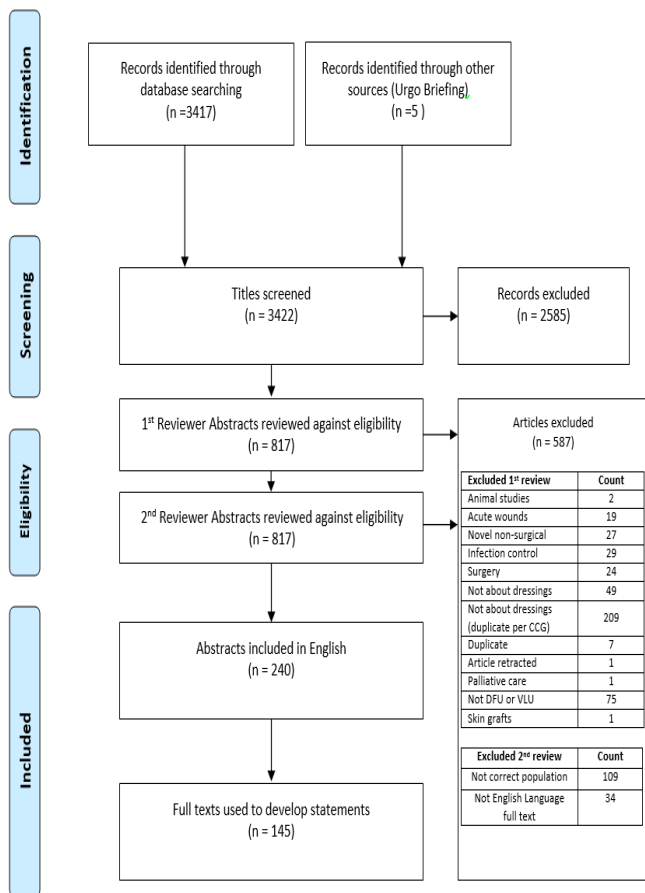 Identification
Records identified through
database searching
(n =3417)
Records identified through other
sources (Urgo Briefing)
(n =5 )
Screening
Titles screened
(n = 3422)
Records excluded
(n = 2585)
Eligibility
1st Reviewer Abstracts reviewed against eligibility
(n = 817)
2nd Reviewer Abstracts reviewed against eligibility
(n = 817)
Articles excluded
(n = 587)
Excluded 1st review Count
Animal studies 2
Acute wounds 19
Novel non-surgical 27
Infection control 29
Surgery 24
Not about dressings 49
Not about dressings
(duplicate per CCG) 209
Duplicate 7
Article retracted 1
Palliative care 1
Not DFU or VLU 75
Skin grafts 1
Excluded 2nd review Count
Not correct population 109
Not English Language
full text 34
Included
Abstracts included in English
(n = 240)
Full texts used to develop statements
(n = 145)